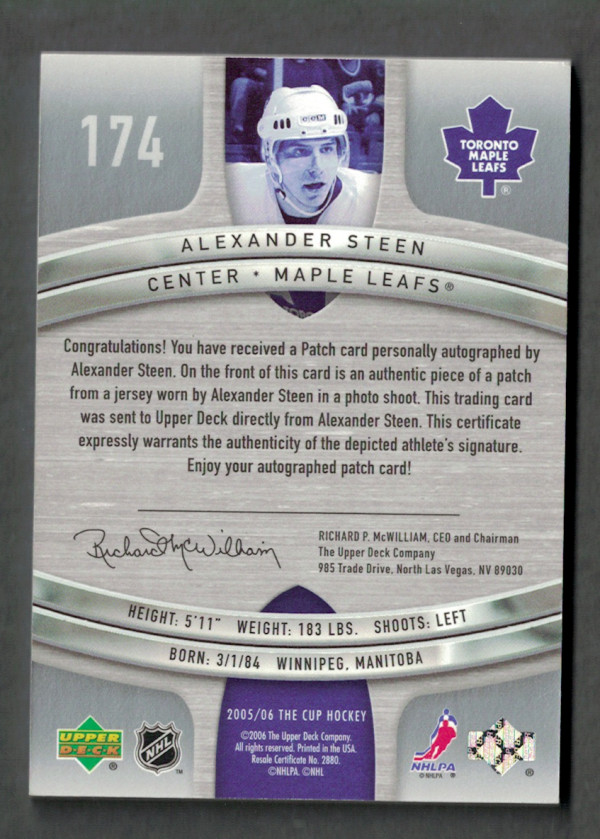 174
CCM
TORONTO
MAPLE
LEAFS
®
ALEXANDER STEEN
CENTER • MAPLE LEAFS®
Congratulations! You have received a Patch card personally autographed by
Alexander Steen. On the front of this card is an authentic piece of a patch
from a jersey worn by Alexander Steen in a photo shoot. This trading card
was sent to Upper Deck directly from Alexander Steen. This certificate
expressly warrants the authenticity of the depicted athlete's signature.
Enjoy your autographed patch card!
Richard McWilliam
RICHARD P. McWILLIAM, CEO and Chairman
The Upper Deck Company
985 Trade Drive, North Las Vegas, NV 89030
HEIGHT: 5'11" WEIGHT: 183 LBS. SHOOTS: LEFT
BORN: 3/1/84 WINNIPEG, MANITOBA
2005/06 THE CUP HOCKEY
©2006 The Upper Deck Company.
All rights reserved. Printed in the USA.
Resale Certificate No. 2880.
©NHLPA. ©NHL
UPPER
DECK
®
NHL
TM
NHLPA
©NHLPA
®